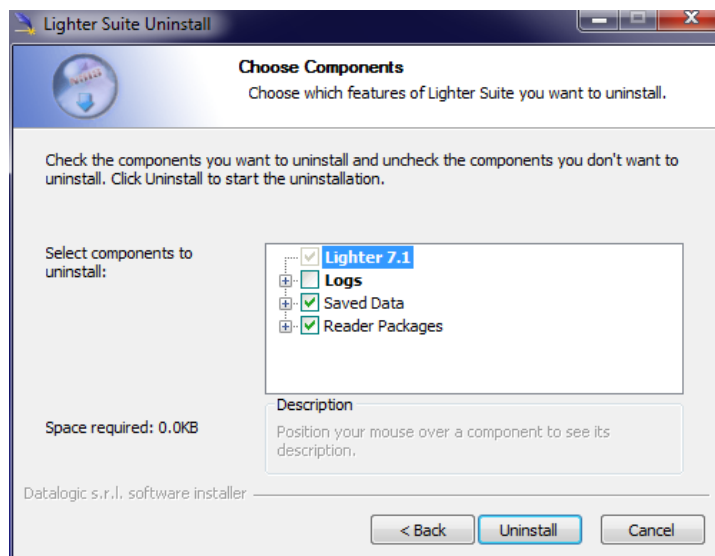 Lighter Suite Uninstall
Choose Components
Choose which features of Lighter Suite you want to uninstall.
Check the components you want to uninstall and uncheck the components you don't want to
uninstall. Click Uninstall to start the uninstallation.
Select components to
uninstall:
Lighter 7.1
Logs
Saved Data
Reader Packages
Space required: 0.0KB
Description
Position your mouse over a component to see its
description.
Datalogic s.r.l. software installer
< Back
Uninstall
Cancel